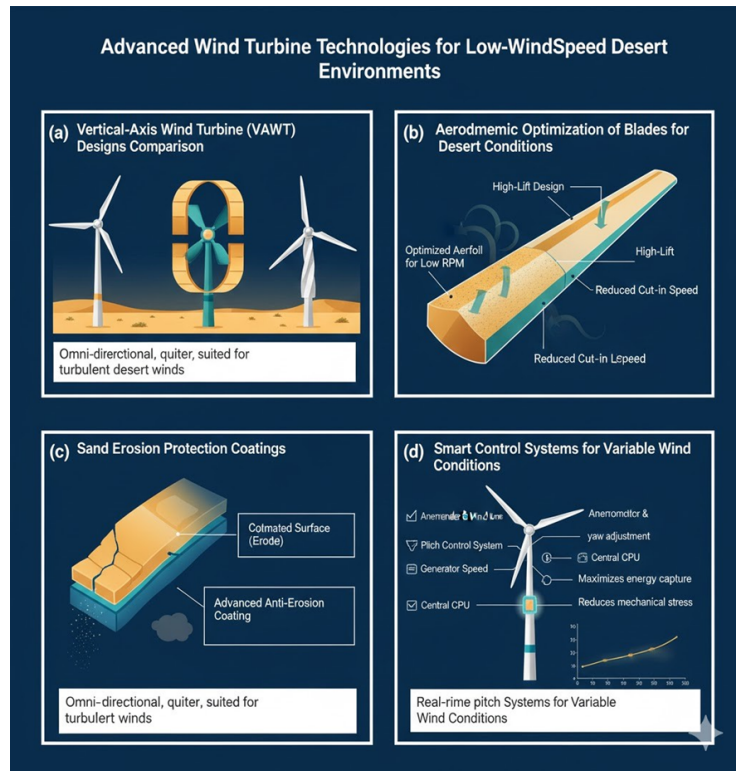 Advanced Wind Turbine Technologies for Low-WindSpeed Desert
Environments
(a) Vertical-Axis Wind Turbine (VAWT)
Designs Comparison
Omni-direrctional, quiter, suited for
turbulent desert winds
(b) Aerodmemic Optimization of Blades for
Desert Conditions
High-Lift Design
Optimized Aerfoll
for Low RPM
High-Lift
Reduced Cut-in Speed
Reduced Cut-in Lspeed
(c) Sand Erosion Protection Coatings
Cotmated Surface
(Erode)
Advanced Anti-Erosion
Coating
Omni-directional, quiter, suited for
turbulert winds
(d) Smart Control Systems for Variable Wind
Conditions
Plich Control System
Generator Speed
Central CPU
Anerromditor &
yaw adjustment
Central CPU
Maximizes energy capture
Reduces mechanical stress
Real-rime pitch Systems for Variable
Wind Conditions